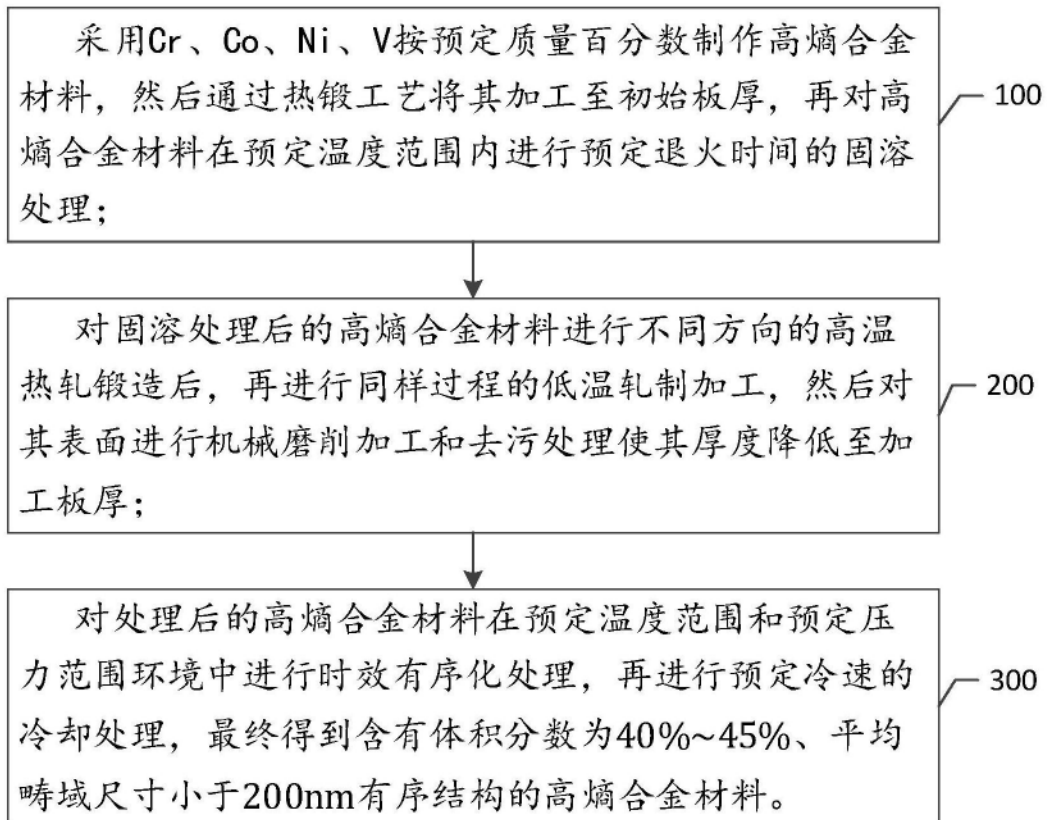 采用Cr、Co、Ni、V按预定质量百分数制作高熵合金
材料，然后通过热锻工艺将其加工至初始板厚，再对高
熵合金材料在预定温度范围内进行预定退火时间的固溶
处理；
100
对固溶处理后的高熵合金材料进行不同方向的高温
热轧锻造后，再进行同样过程的低温轧制加工，然后对
其表面进行机械磨削加工和去污处理使其厚度降低至加
工板厚；
200
对处理后的高熵合金材料在预定温度范围和预定压
力范围环境中进行时效有序化处理，再进行预定冷速的
冷却处理，最终得到含有体积分数为40%~45%、平均
畴域尺寸小于200nm有序结构的高熵合金材料。
300